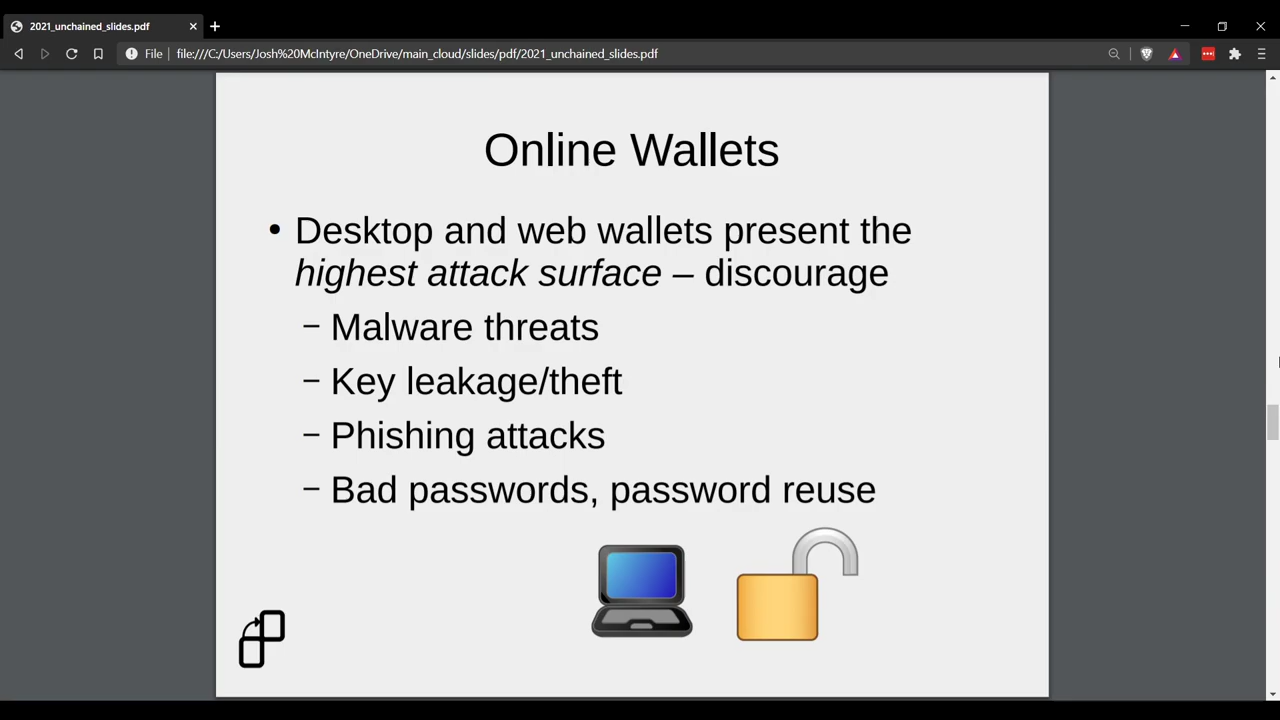 2021_unchained_slides.pdf
File file:///C:/Users/Josh%20McIntyre/OneDrive/main_cloud/slides/pdf/2021_unchained_slides.pdf
Online Wallets
• Desktop and web wallets present the
highest attack surface – discourage
– Malware threats
– Key leakage/theft
– Phishing attacks
– Bad passwords, password reuse